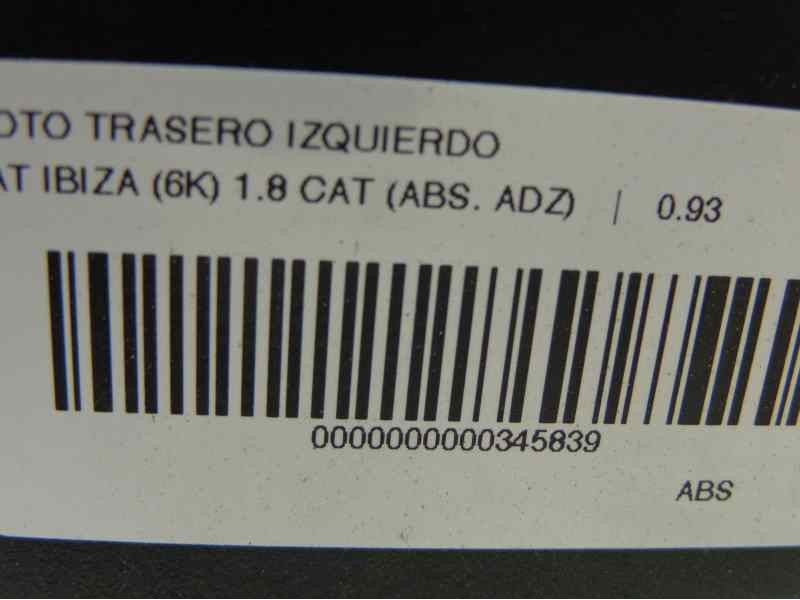 OTO TRASERO IZQUIERDO
AT IBIZA (6K) 1.8 CAT (ABS. ADZ) | 0.93
0000000000345839
ABS